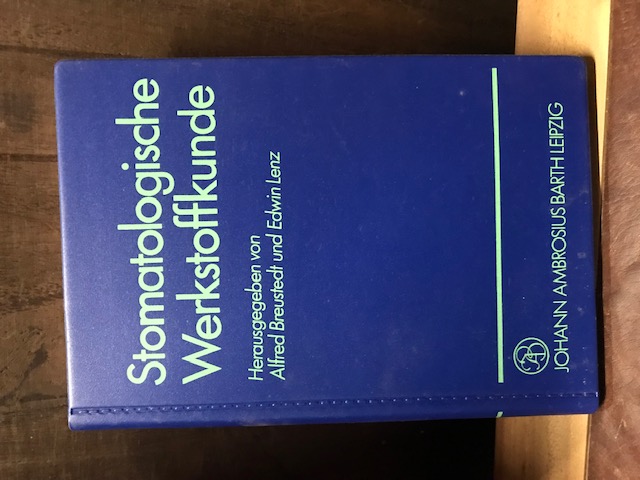 Stomatologische
Werkstoffkunde
Herausgegeben von
Alfred Breustedt und Edwin Lenz
JOHANN AMBROSIUS BARTH LEIPZIG